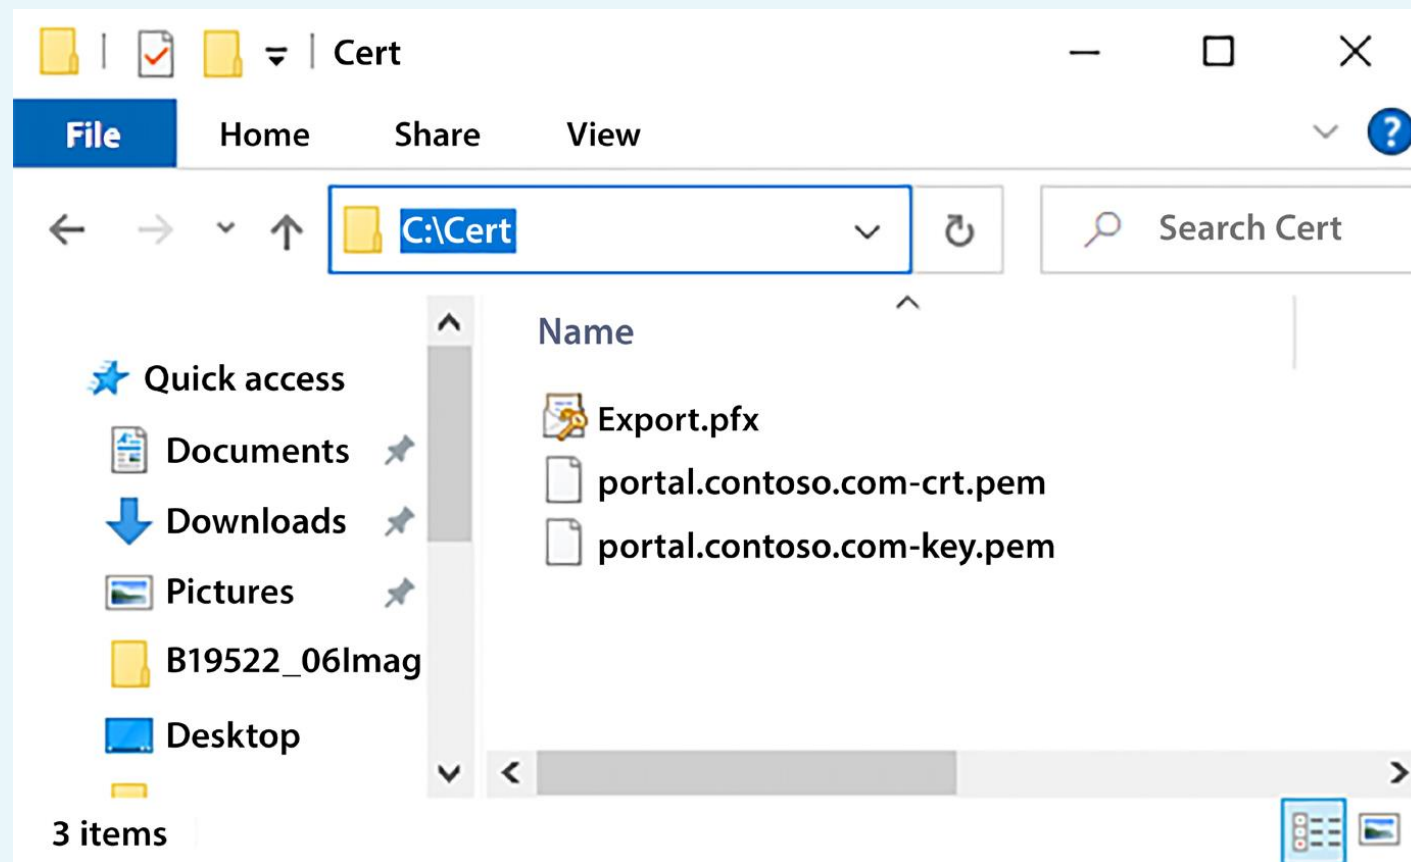 Cert
File Home Share View
?
C:\Cert Search Cert
Name
Quick access
Export.pfx
Documents
portal.contoso.com-crt.pem
Downloads
portal.contoso.com-key.pem
Pictures
B19522_06Imag
Desktop
3 items